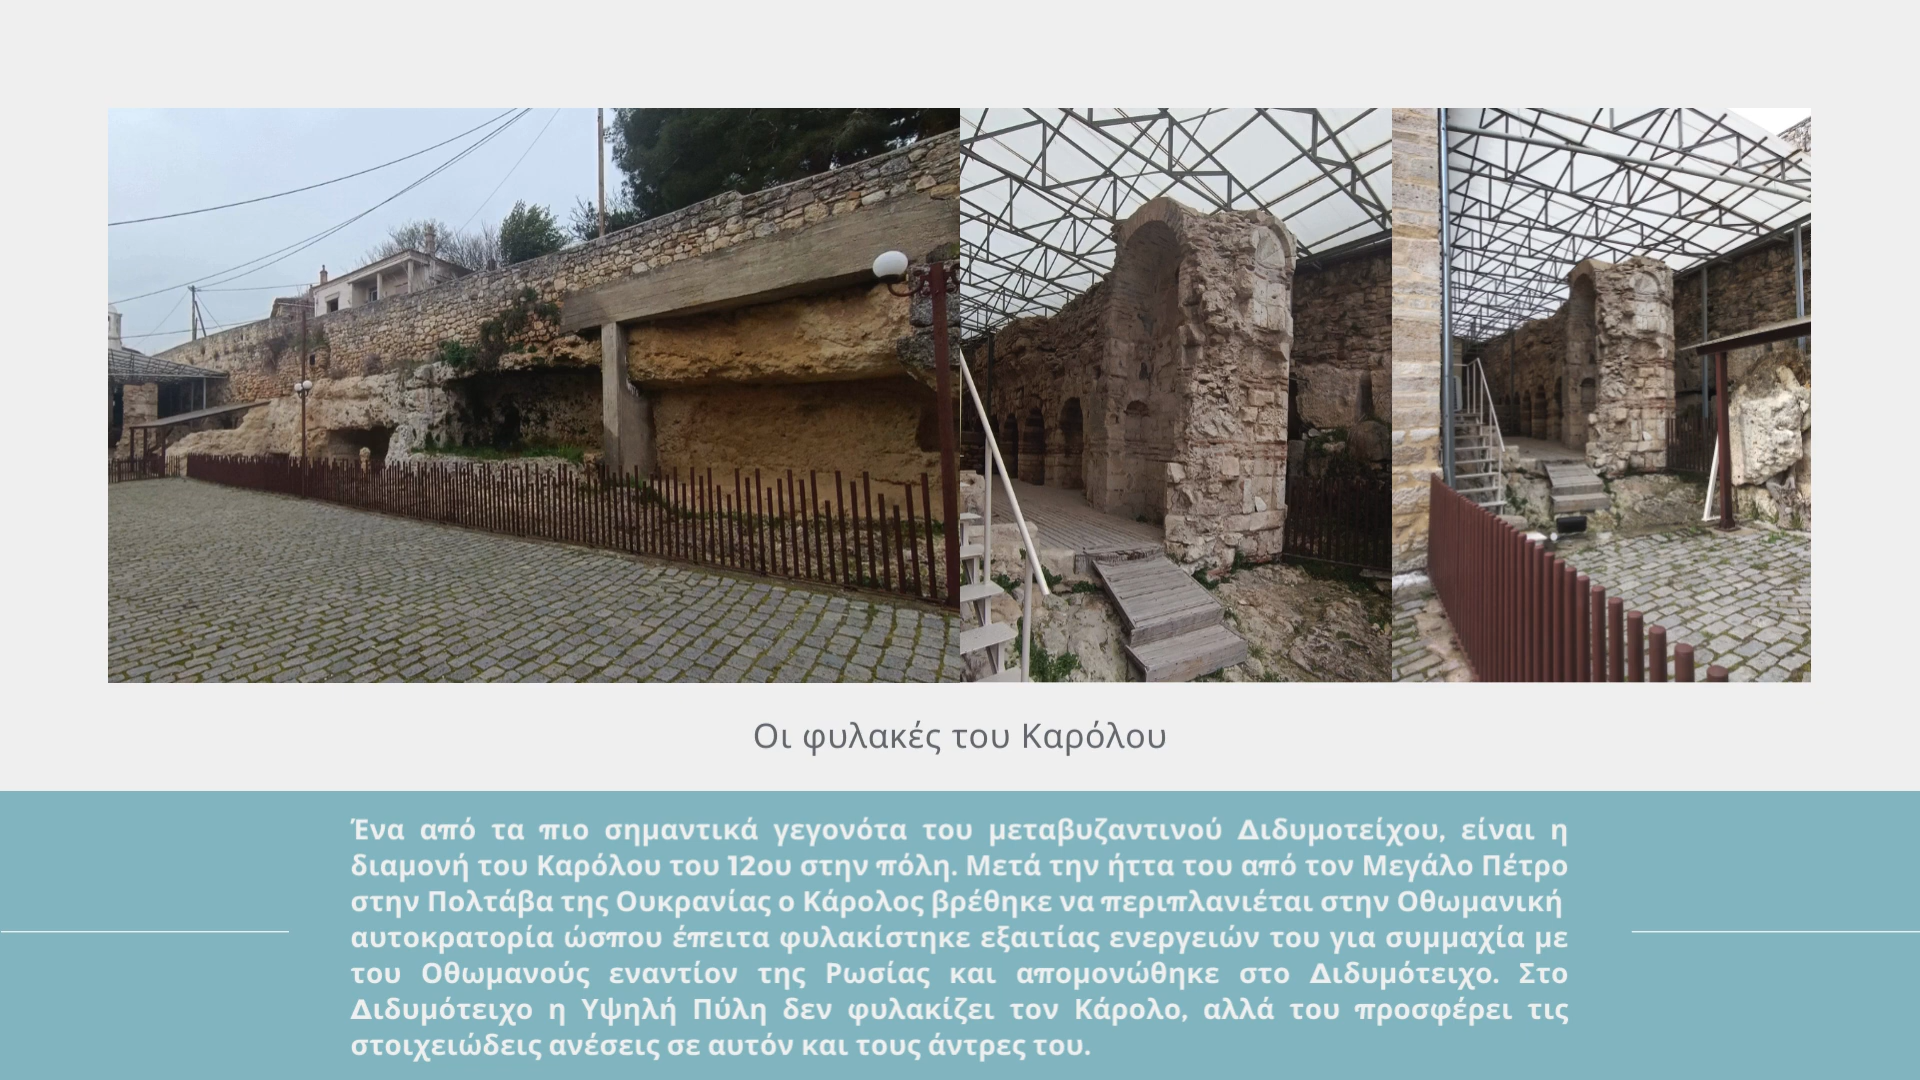 Οι φυλακές του Καρόλου
Ένα από τα πιο σημαντικά γεγονότα του μεταβυζαντινού Διδυμοτείχου, είναι η
διαμονή του Καρόλου του 12ου στην πόλη. Μετά την ήττα του από τον Μεγάλο Πέτρο
στην Πολτάβα της Ουκρανίας ο Κάρολος βρέθηκε να περιπλανιέται στην Οθωμανική
αυτοκρατορία ώσπου έπειτα φυλακίστηκε εξαιτίας ενεργειών του για συμμαχία με
του Οθωμανούς εναντίον της Ρωσίας και απομονώθηκε στο Διδυμότειχο. Στο
Διδυμότειχο η Υψηλή Πύλη δεν φυλακίζει τον Κάρολο, αλλά του προσφέρει τις
στοιχειώδεις ανέσεις σε αυτόν και τους άντρες του.